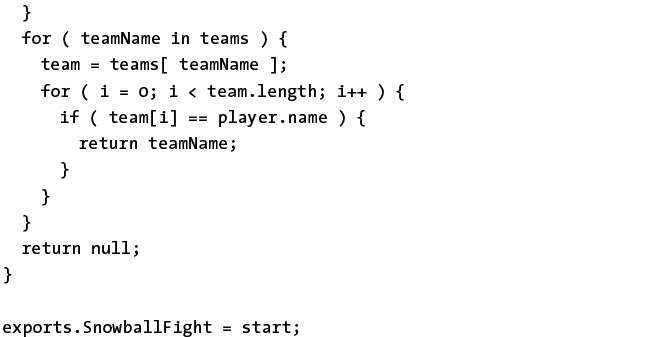 }
for ( teamName in teams ) {
team = teams[ teamName ];
for ( i = 0; i < team.length; i++ ) {
if ( team[i] == player.name ) {
return teamName;
}
}
}
return null;
}
exports.SnowballFight = start;